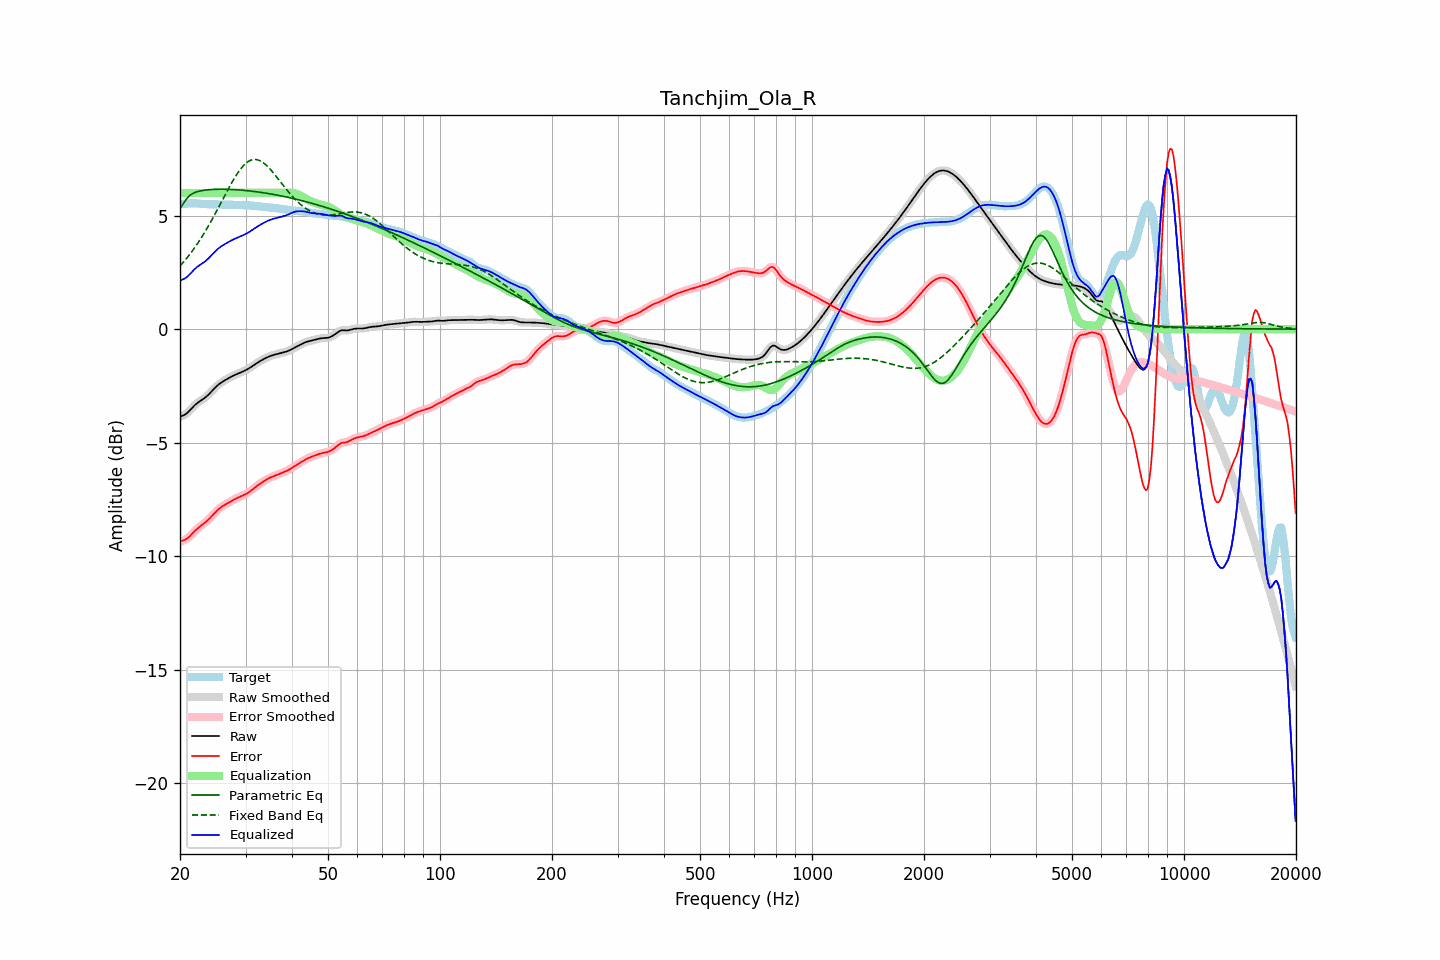 Tanchjim_Ola_R
Amplitude (dBr)
5
0
−5
−10
−15
−20
Target
Raw Smoothed
Error Smoothed
Raw
Error
Equalization
Parametric Eq
Fixed Band Eq
Equalized
20 50 100 200 500 1000 2000 5000 10000 20000
Frequency (Hz)